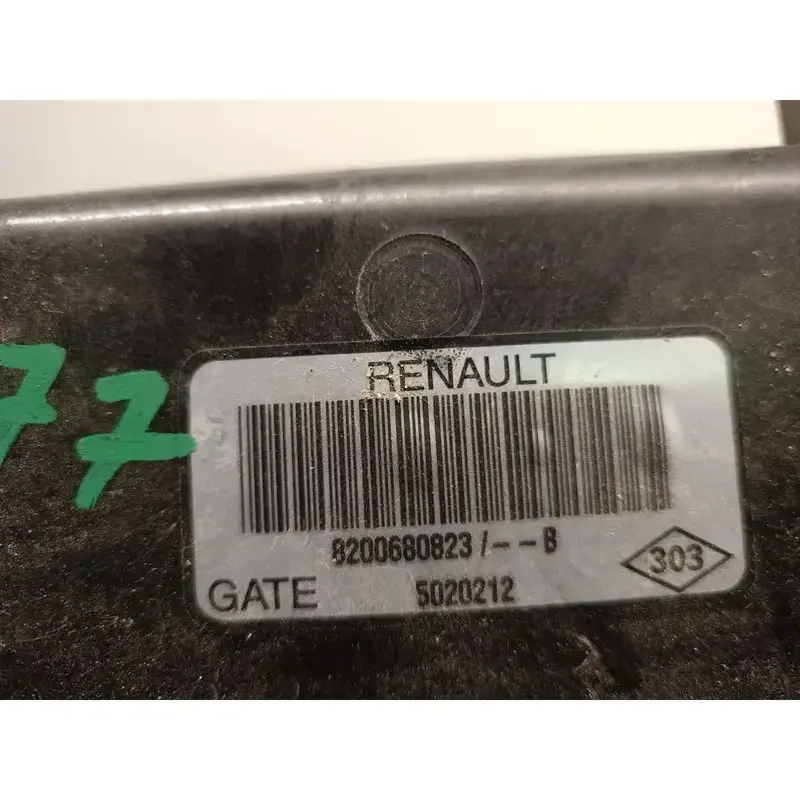 77
RENAULT
8200680823/--B
303
GATE 5020212